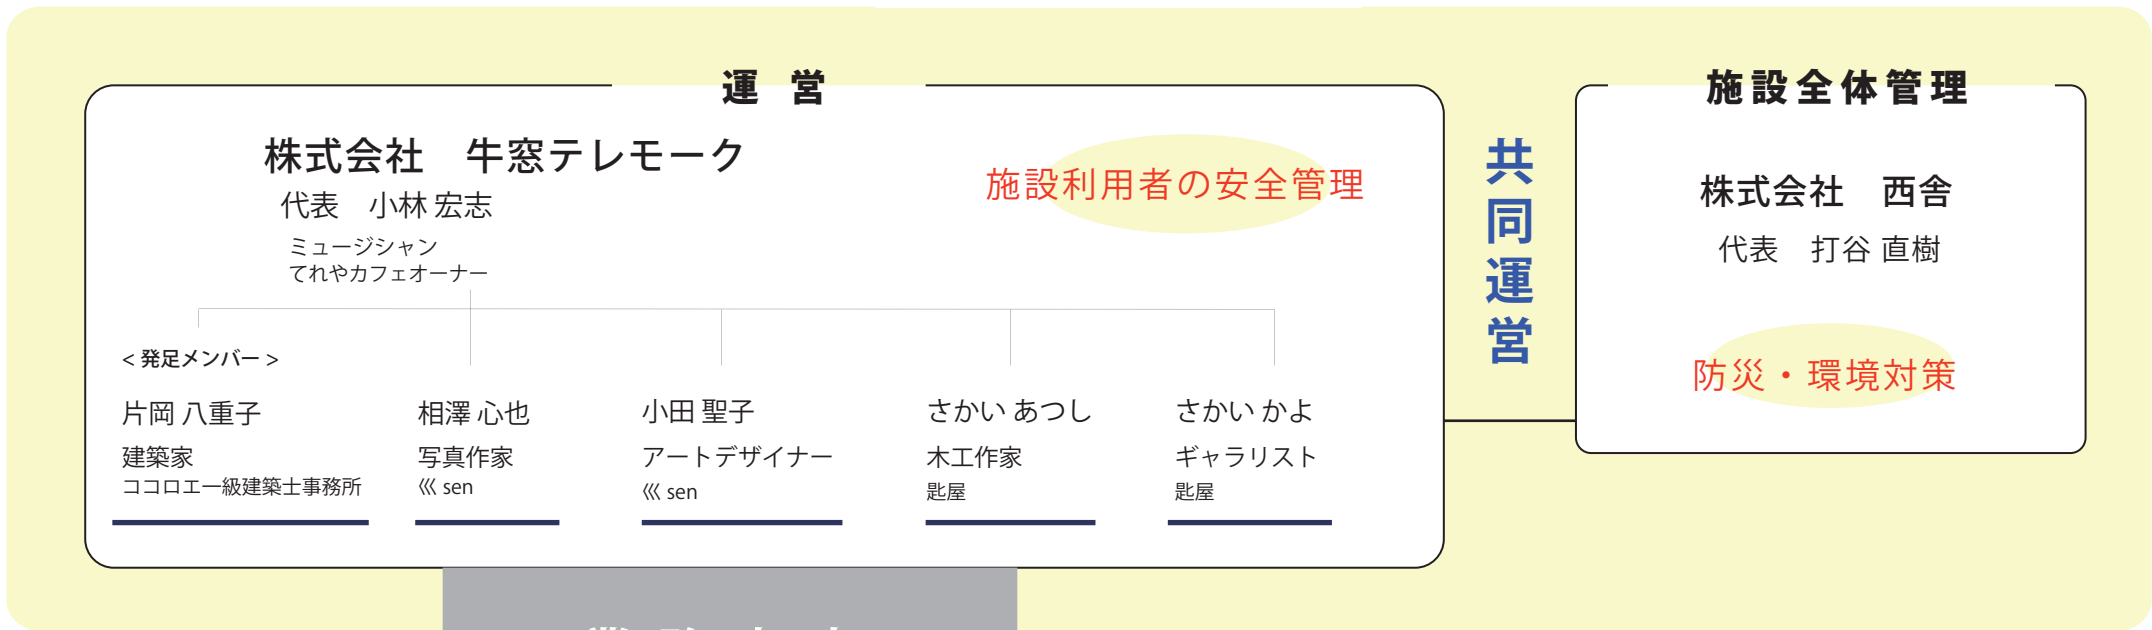 運 営
株式会社 牛窓テレモーク
代表 小林 宏志
ミュージシャン
てれやカフェオーナー
施設利用者の安全管理
< 発足メンバー >
片岡 八重子
建築家
ココロエ一級建築士事務所
相澤 心也
写真作家
巛 sen
小田 聖子
アートデザイナー
巛 sen
さかい あつし
木工作家
匙屋
さかい かよ
ギャラリスト
匙屋
共同運営
施設全体管理
株式会社 西舎
代表 打谷 直樹
防災・環境対策